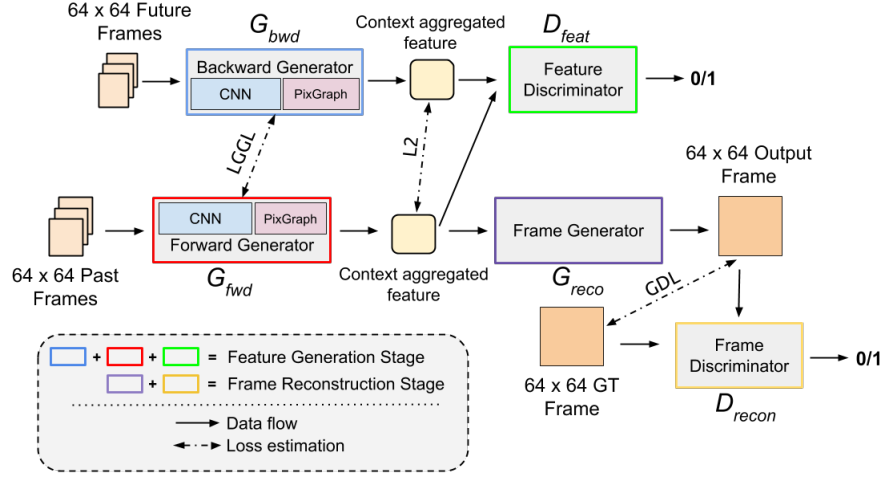 64 x 64 Future
Frames
G_bwd
Context aggregated
feature
D_feat
Backward Generator
CNN
PixGraph
Feature
Discriminator
0/1
LGGL
L2
64 x 64 Output
Frame
CNN
PixGraph
Forward Generator
G_fwd
64 x 64 Past
Frames
Context aggregated
feature
Frame Generator
G_reco
GDL
64 x 64 GT
Frame
Frame
Discriminator
0/1
D_recon
+ + = Feature Generation Stage
+ = Frame Reconstruction Stage
Data flow
Loss estimation